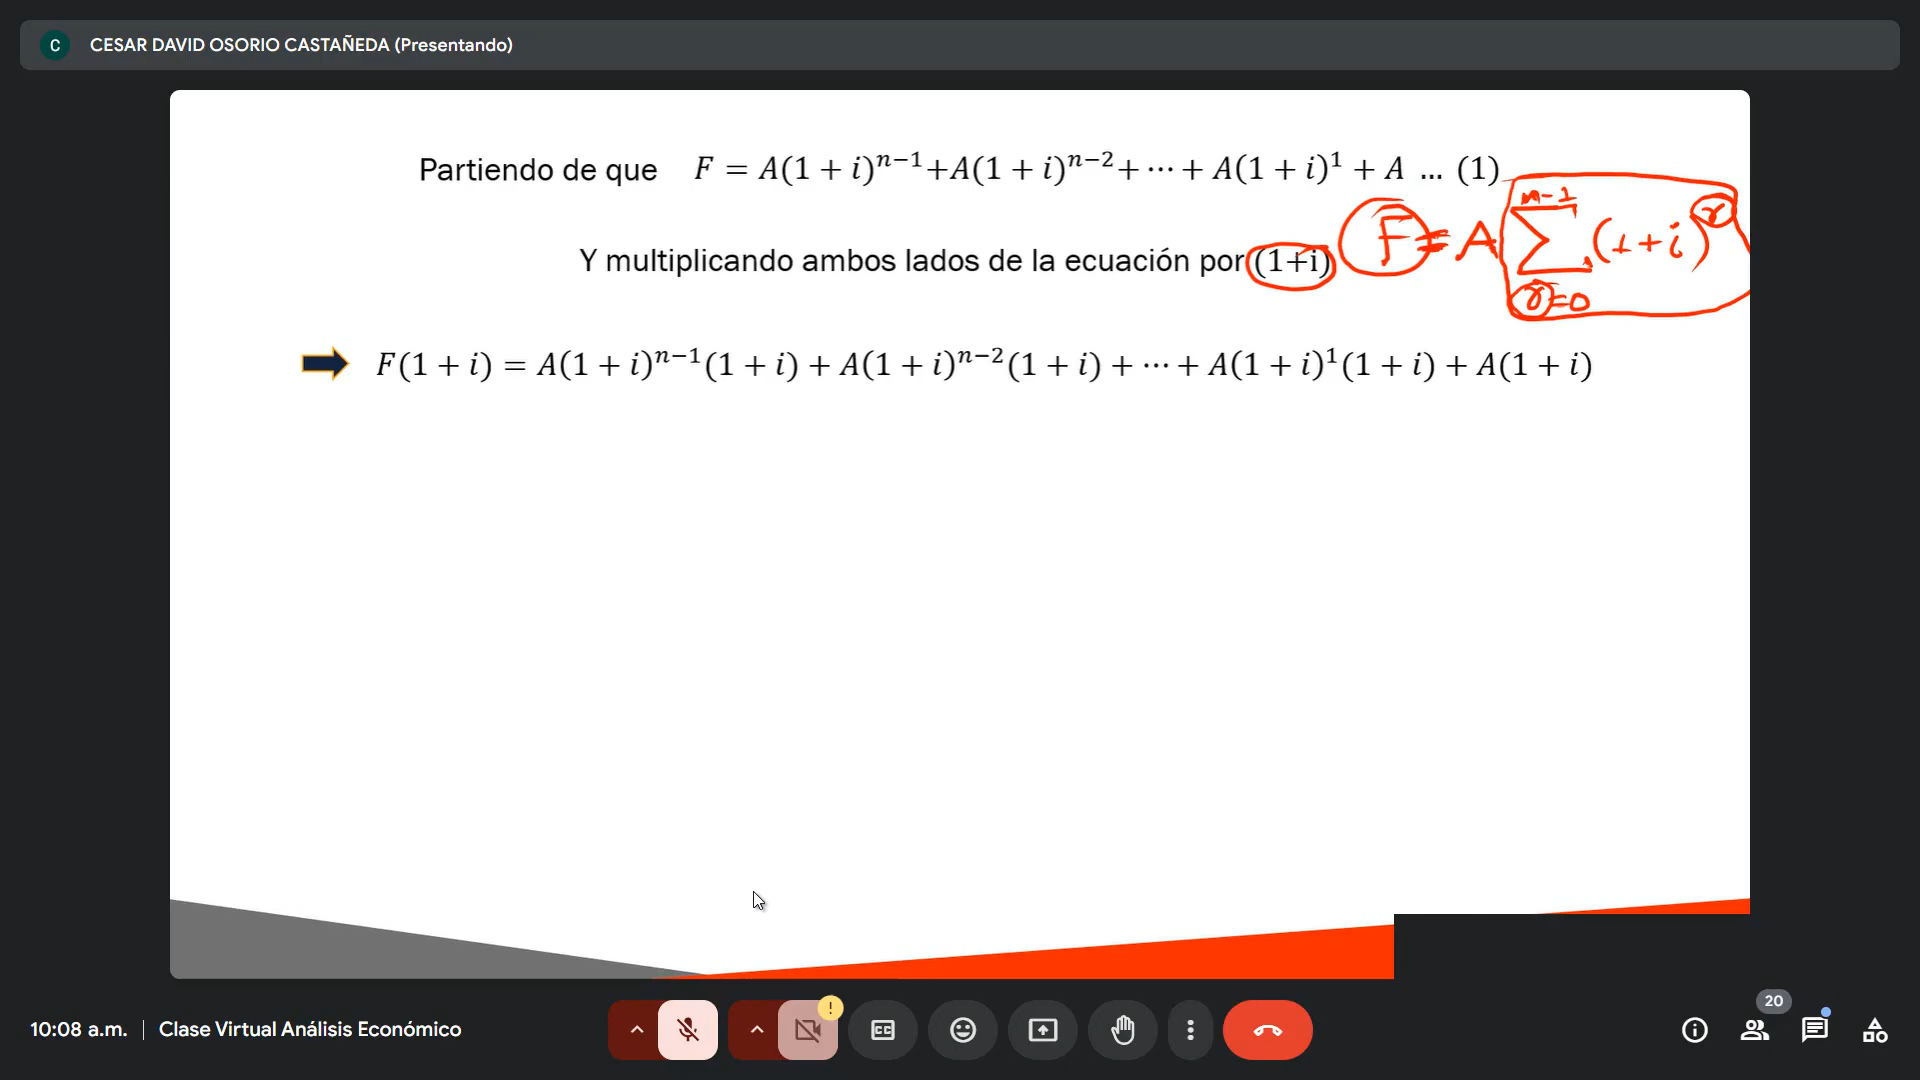 C CESAR DAVID OSORIO CASTAÑEDA (Presentando)
Partiendo de que F = A(1 + i)^{n−1}+A(1 + i)^{n−2}+ ⋯ + A(1 + i)^1 + A … (1)
Y multiplicando ambos lados de la ecuación por (1+i)
F = A ∑_{r=0}^{n-1} (1+i)^r
F(1 + i) = A(1 + i)^{n−1}(1 + i) + A(1 + i)^{n−2}(1 + i) + ⋯ + A(1 + i)^1(1 + i) + A(1 + i)
!
20
10:08 a.m. | Clase Virtual Análisis Económico
CC